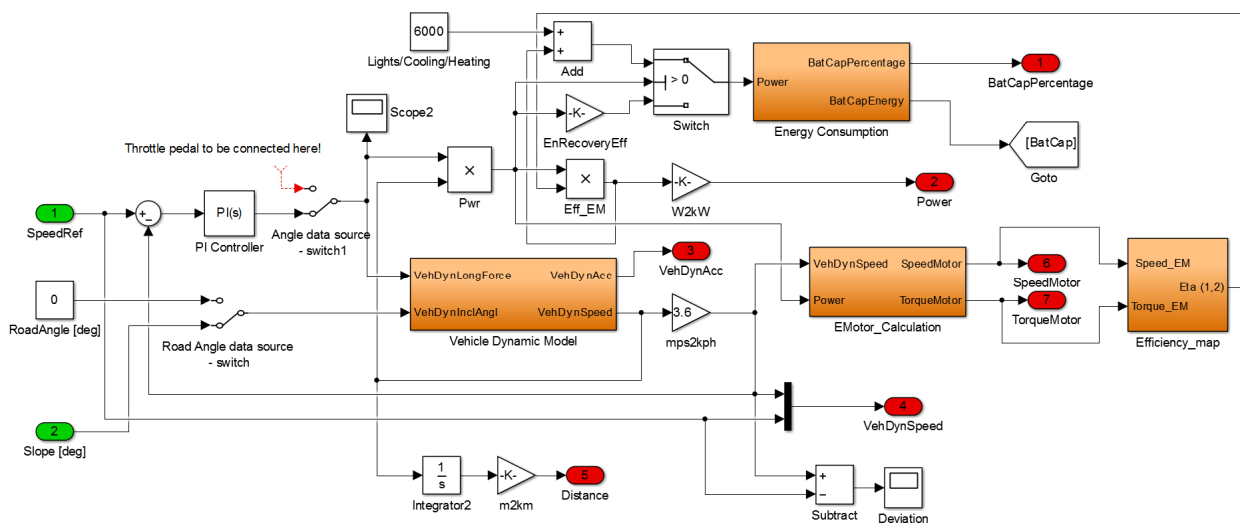 6000
Lights/Cooling/Heating
+
+
Add
> 0
Switch
Power
BatCapPercentage
BatCapEnergy
Energy Consumption
1
BatCapPercentage
Scope2
-K-
EnRecoveryEff
[BatCap]
Goto
Throttle pedal to be connected here!
×
Pwr
×
Eff_EM
-K-
W2kW
2
Power
1
SpeedRef
+
−
PI(s)
PI Controller
Angle data source
- switch1
VehDynLongForce
VehDynInclAngl
VehDynAcc
VehDynSpeed
Vehicle Dynamic Model
3
VehDynAcc
3.6
mps2kph
VehDynSpeed
Power
SpeedMotor
TorqueMotor
EMotor_Calculation
6
SpeedMotor
7
TorqueMotor
Speed_EM
Torque_EM
Eta (1,2)
Efficiency_map
0
RoadAngle [deg]
Road Angle data source
- switch
2
Slope [deg]
4
VehDynSpeed
1
s
Integrator2
-K-
m2km
5
Distance
+
−
Subtract
Deviation